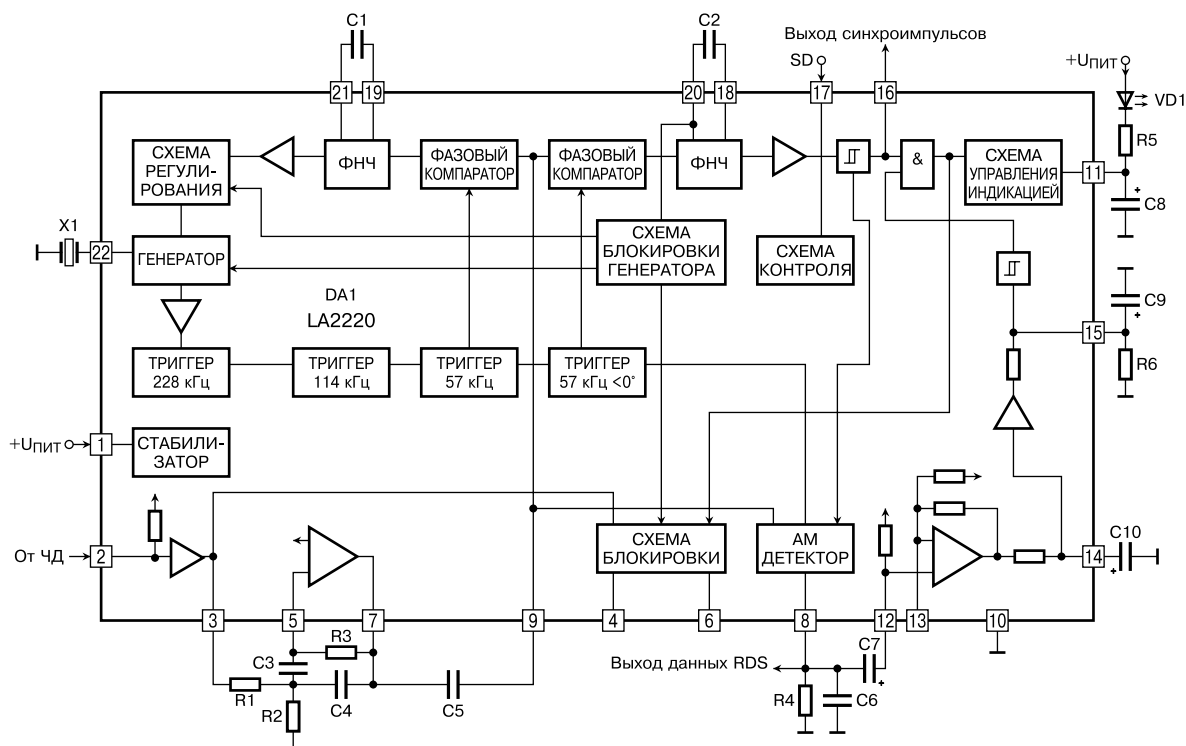 C1
C2
Выход синхроимпульсов
SD
+UПИТ
21
19
20
18
17
16
VD1
R5
СХЕМА
РЕГУЛИ-
РОВАНИЯ
ФНЧ
ФАЗОВЫЙ
КОМПАРАТОР
ФАЗОВЫЙ
КОМПАРАТОР
ФНЧ
&
СХЕМА
УПРАВЛЕНИЯ
ИНДИКАЦИЕЙ
11
+
C8
X1
22
ГЕНЕРАТОР
СХЕМА
БЛОКИРОВКИ
ГЕНЕРАТОРА
СХЕМА
КОНТРОЛЯ
DA1
LA2220
C9
+
15
ТРИГГЕР
228 кГц
ТРИГГЕР
114 кГц
ТРИГГЕР
57 кГц
ТРИГГЕР
57 кГц <0°
R6
+UПИТ
1
СТАБИЛИ-
ЗАТОР
От ЧД
2
СХЕМА
БЛОКИРОВКИ
АМ
ДЕТЕКТОР
14
C10
+
3
5
7
9
4
6
8
12
13
10
R3
C3
R1
C4
R2
C5
Выход данных RDS
C7
+
R4
C6